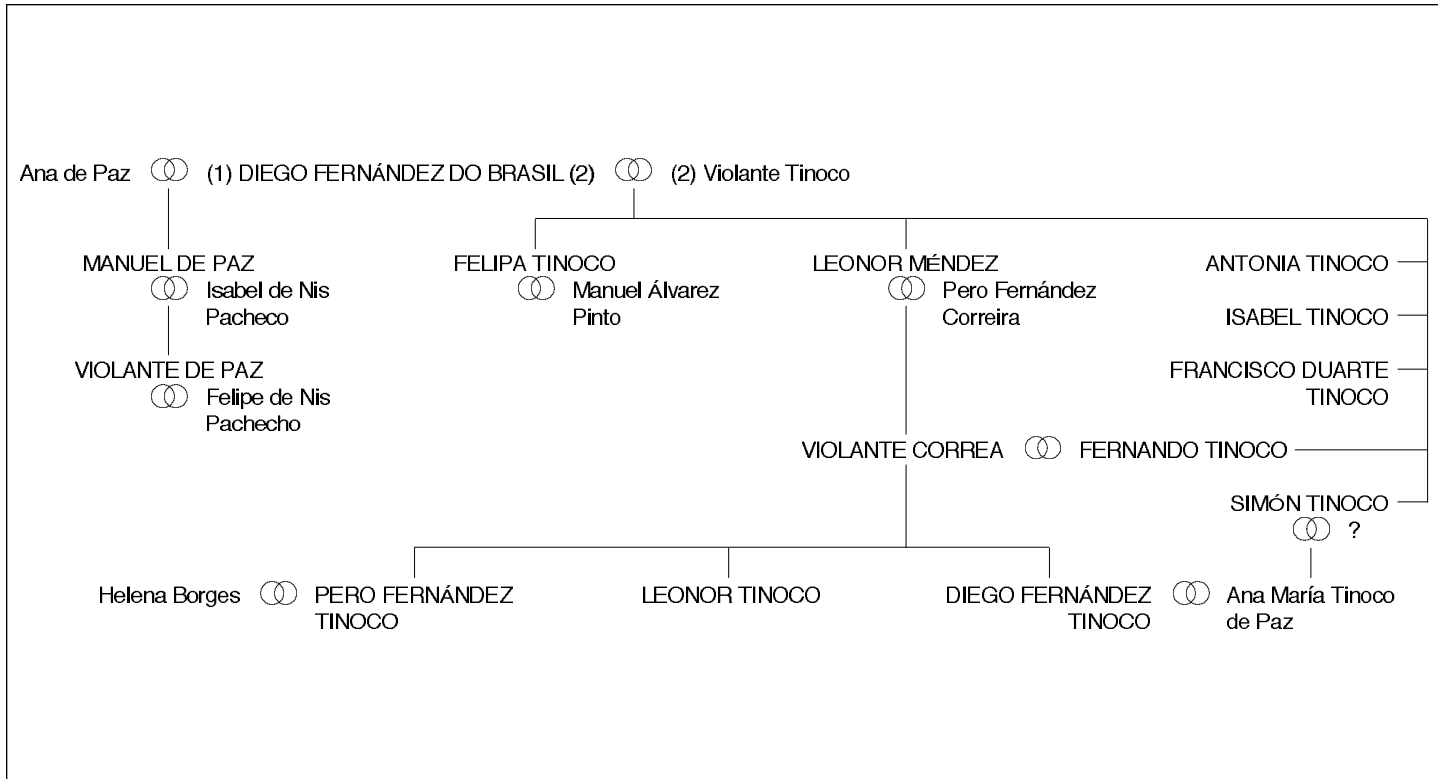 Ana de Paz (1) DIEGO FERNÁNDEZ DO BRASIL (2) (2) Violante Tinoco
MANUEL DE PAZ
Isabel de Nis
Pacheco
FELIPA TINOCO
Manuel Álvarez
Pinto
LEONOR MÉNDEZ
Pero Fernández
Correira
ANTONIA TINOCO
ISABEL TINOCO
FRANCISCO DUARTE
TINOCO
VIOLANTE DE PAZ
Felipe de Nis
Pachecho
VIOLANTE CORREA FERNANDO TINOCO
SIMÓN TINOCO
?
Helena Borges
PERO FERNÁNDEZ
TINOCO
LEONOR TINOCO
DIEGO FERNÁNDEZ
TINOCO
Ana María Tinoco
de Paz